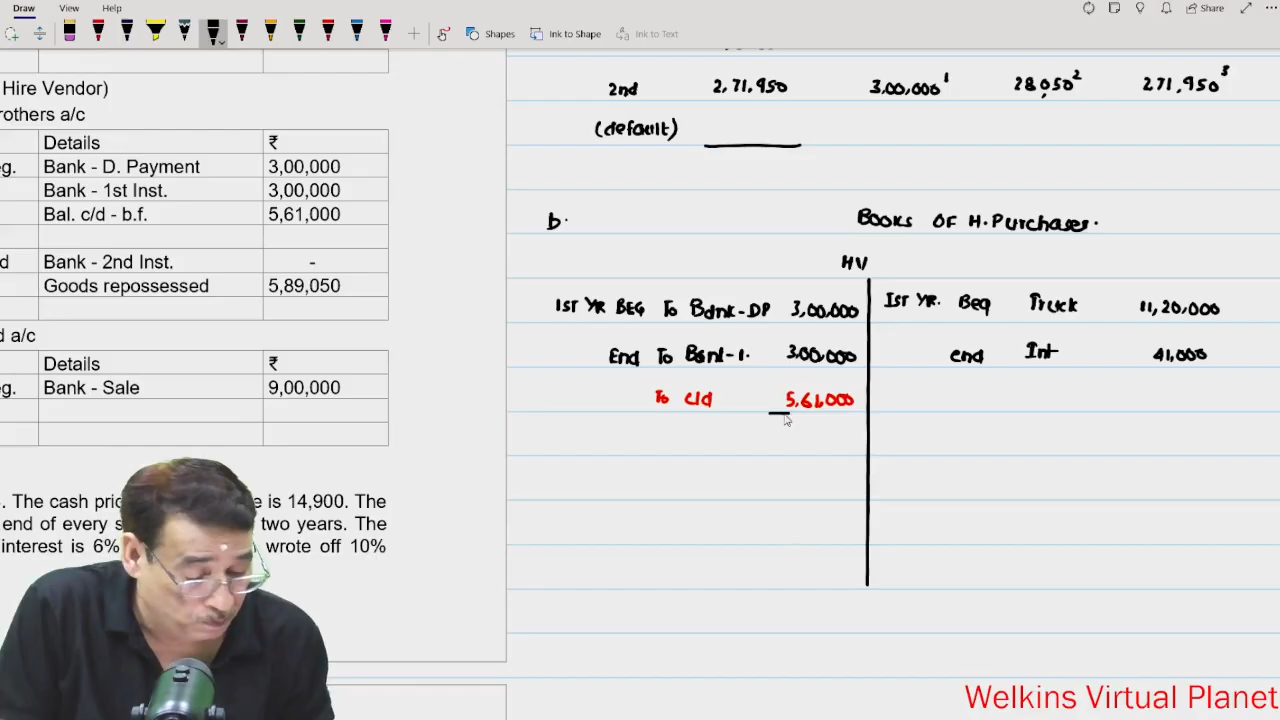 Draw View Help
Share
Shapes Ink to Shape Ink to Text
Hire Vendor)
rothers a/c
Details ₹
eg. Bank - D. Payment 3,00,000
Bank - 1st Inst. 3,00,000
Bal. c/d - b.f. 5,61,000
d Bank - 2nd Inst. -
Goods repossessed 5,89,050
d a/c
Details ₹
eg. Bank - Sale 9,00,000
. The cash pric e is 14,900. The
end of every s two years. The
interest is 6% wrote off 10%
2nd 2,71,950 3,00,000¹ 28050² 271,950³
(default)
b. BOOKS OF H. Purchaser.
HV
1ST YR BEG To Bank-DP 3,00,000 1ST YR. Beg Truck 11,20,000
End To Bank-1. 3,00,000 end Int 41,000
To c/d 5,61,000
Welkins Virtual Planet